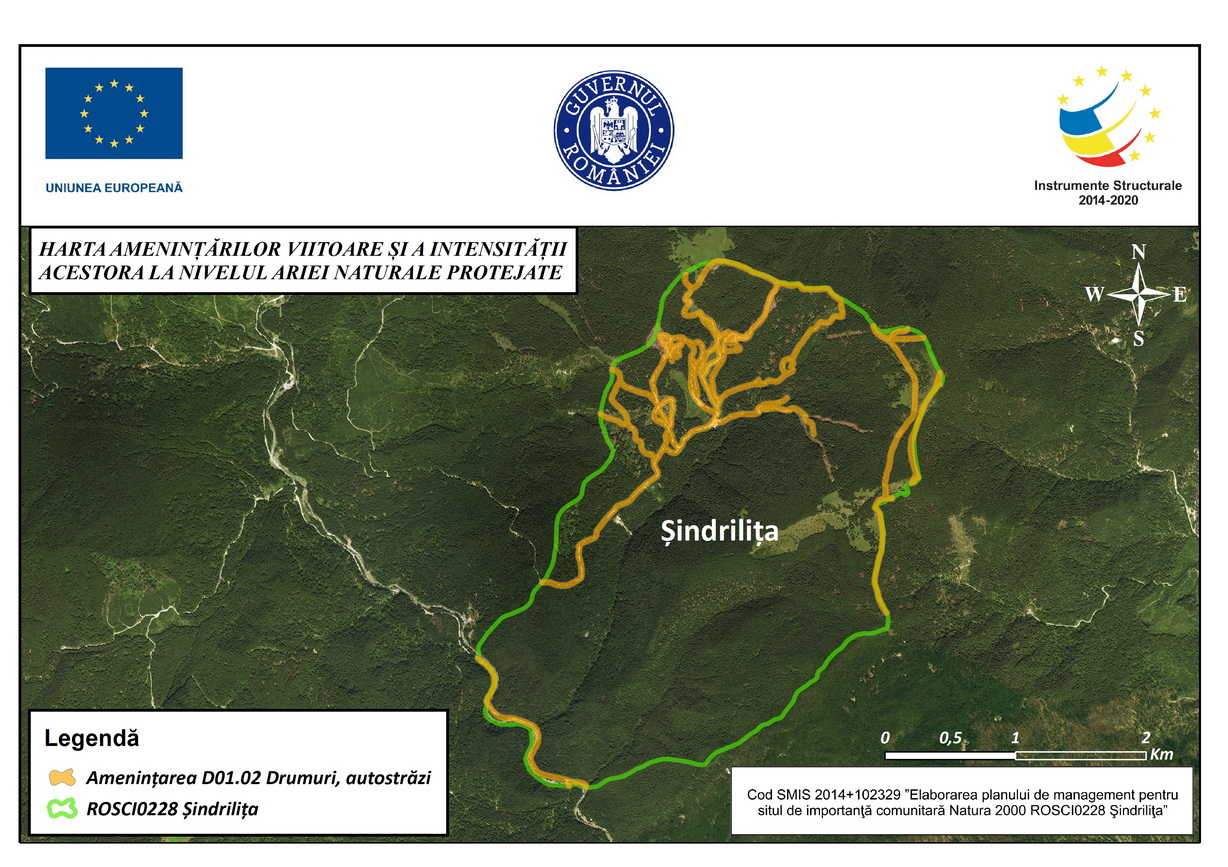 UNIUNEA EUROPEANĂ
GUVERNUL
ROMÂNIEI
Instrumente Structurale
2014-2020
HARTA AMENINȚĂRILOR VIITOARE ȘI A INTENSITĂȚII
ACESTORA LA NIVELUL ARIEI NATURALE PROTEJATE
N
W E
S
Șindrilița
Legendă
Amenințarea D01.02 Drumuri, autostrăzi
ROSCI0228 Șindrilița
0 0,5 1 2
Km
Cod SMIS 2014+102329 ”Elaborarea planului de management pentru
situl de importanţă comunitară Natura 2000 ROSCI0228 Şindriliţa”